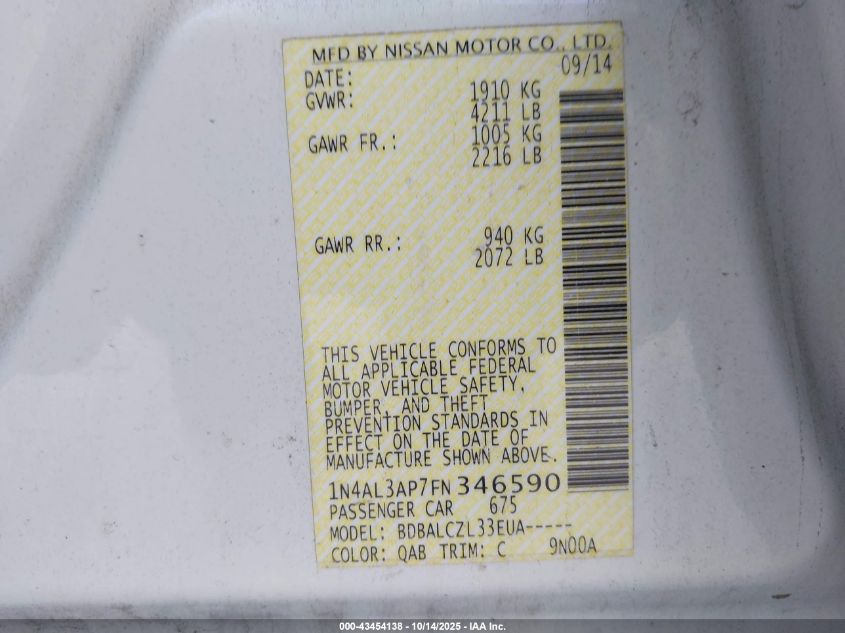 MFD BY NISSAN MOTOR CO., LTD.
DATE: 09/14
GVWR: 1910 KG
4211 LB
GAWR FR.: 1005 KG
2216 LB
GAWR RR.: 940 KG
2072 LB
THIS VEHICLE CONFORMS TO
ALL APPLICABLE FEDERAL
MOTOR VEHICLE SAFETY,
BUMPER, AND THEFT
PREVENTION STANDARDS IN
EFFECT ON THE DATE OF
MANUFACTURE SHOWN ABOVE.
1N4AL3AP7FN 346590
PASSENGER CAR 675
MODEL: BDBALCZL33EUA-----
COLOR: QAB TRIM: C 9N00A
000-43454138 - 10/14/2025 - IAA Inc.